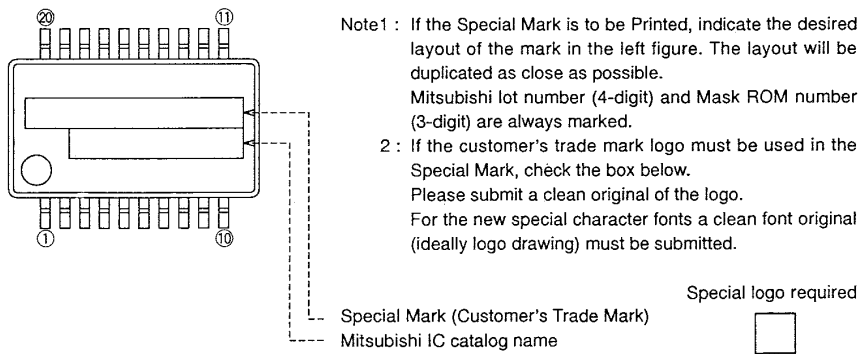 ⑳ ⑪
Note1 : If the Special Mark is to be Printed, indicate the desired
layout of the mark in the left figure. The layout will be
duplicated as close as possible.
Mitsubishi lot number (4-digit) and Mask ROM number
(3-digit) are always marked.
2 : If the customer's trade mark logo must be used in the
Special Mark, check the box below.
Please submit a clean original of the logo.
For the new special character fonts a clean font original
(ideally logo drawing) must be submitted.
① ⑩
Special logo required
Special Mark (Customer's Trade Mark)
Mitsubishi IC catalog name